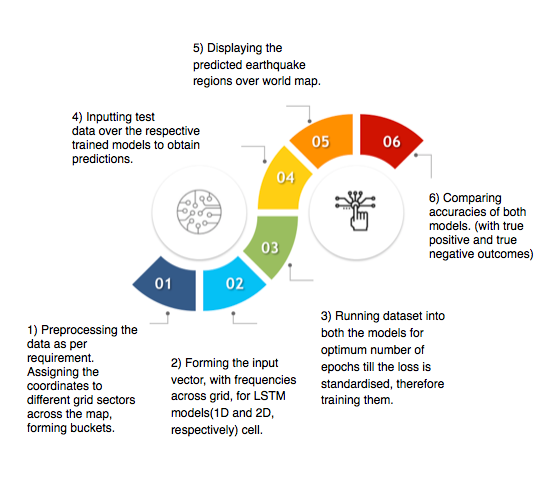 5) Displaying the
predicted earthquake
regions over world map.
4) Inputting test
data over the respective
trained models to obtain
predictions.
05
06
04
03
01
02
6) Comparing
accuracies of both
models. (with true
positive and true
negative outcomes)
1) Preprocessing the
data as per
requirement.
Assigning the
coordinates to
different grid sectors
across the map,
forming buckets.
2) Forming the input
vector, with frequencies
across grid, for LSTM
models(1D and 2D,
respectively) cell.
3) Running dataset into
both the models for
optimum number of
epochs till the loss is
standardised, therefore
training them.